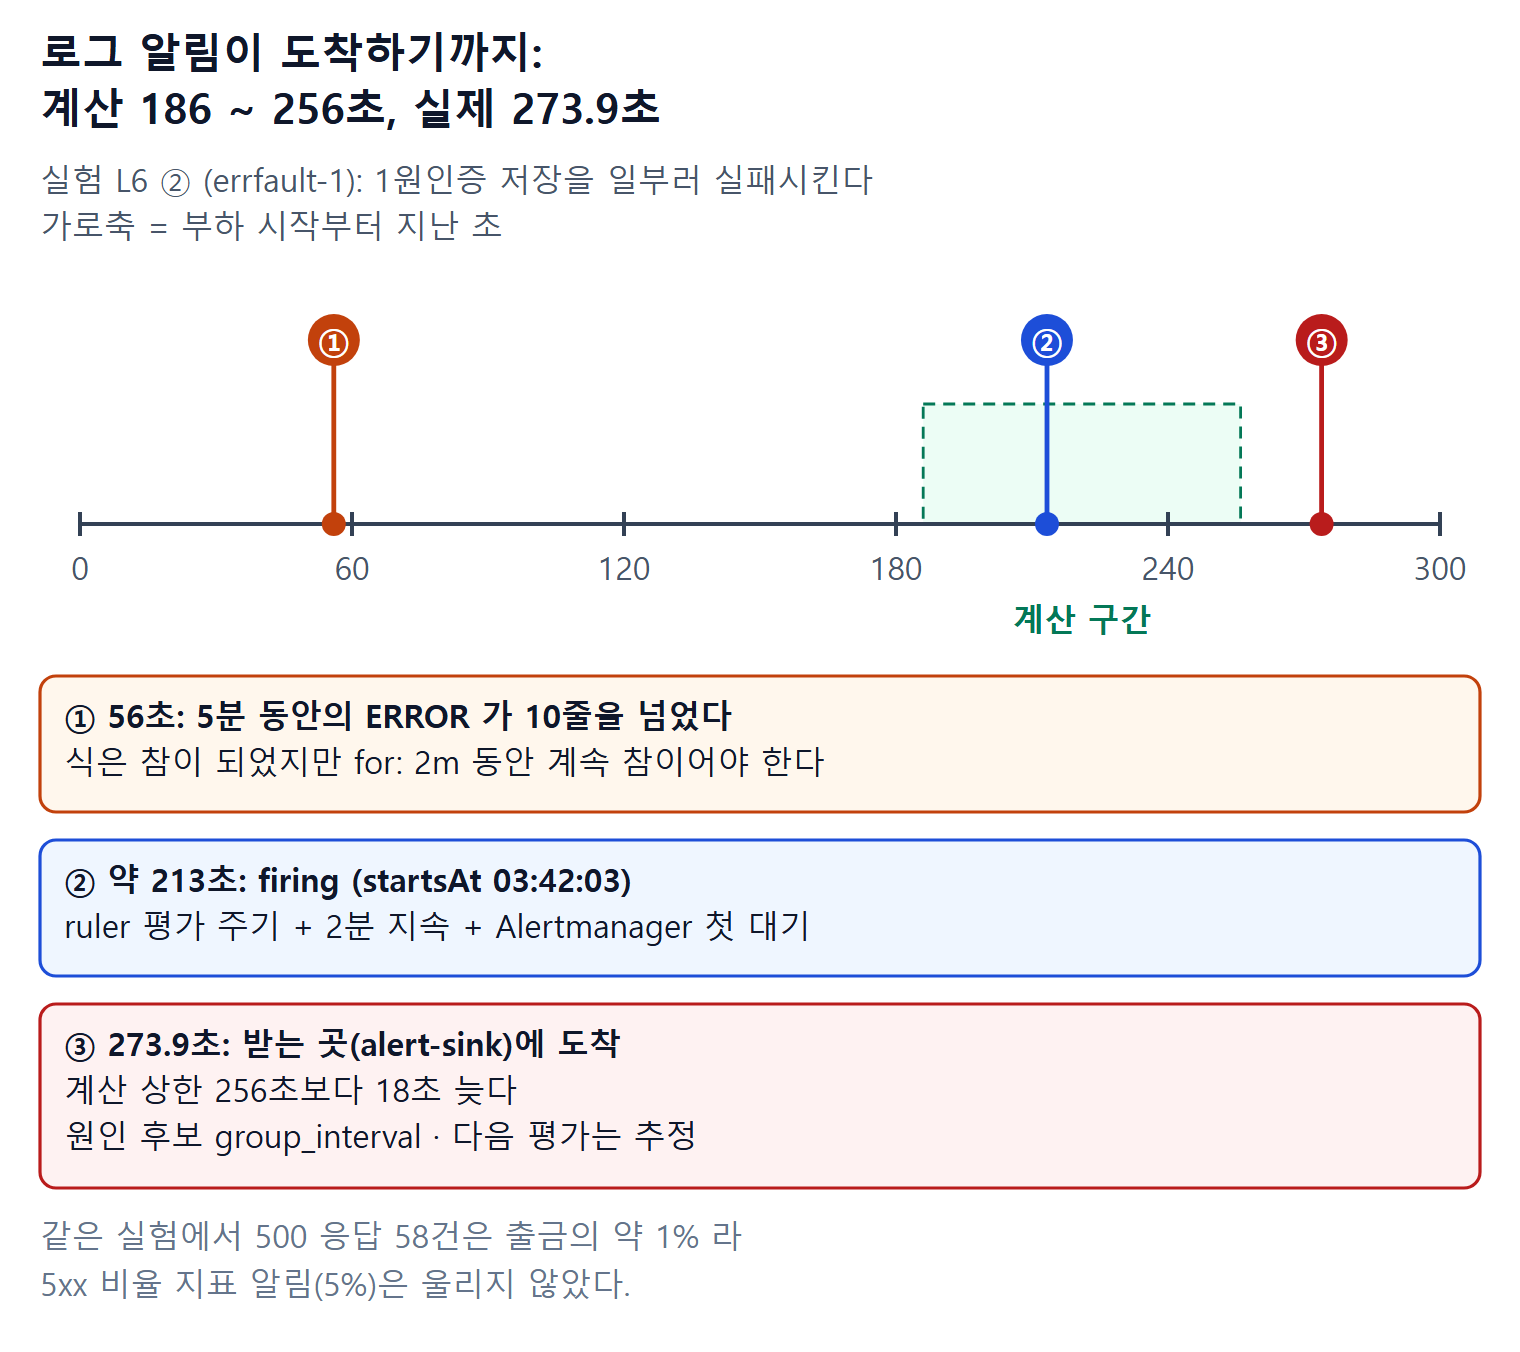 로그 알림이 도착하기까지:
계산 186 ~ 256초, 실제 273.9초
실험 L6 ② (errfault-1): 1원인증 저장을 일부러 실패시킨다
가로축 = 부하 시작부터 지난 초
① ② ③
0 60 120 180 240 300
계산 구간
① 56초: 5분 동안의 ERROR 가 10줄을 넘었다
식은 참이 되었지만 for: 2m 동안 계속 참이어야 한다
② 약 213초: firing (startsAt 03:42:03)
ruler 평가 주기 + 2분 지속 + Alertmanager 첫 대기
③ 273.9초: 받는 곳(alert-sink)에 도착
계산 상한 256초보다 18초 늦다
원인 후보 group_interval · 다음 평가는 추정
같은 실험에서 500 응답 58건은 출금의 약 1% 라
5xx 비율 지표 알림(5%)은 울리지 않았다.